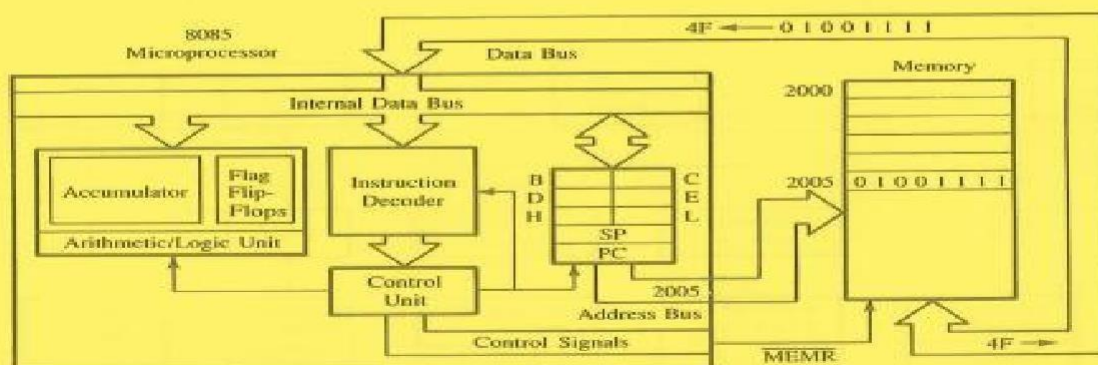 8085
Microprocessor
4F 0 1 0 0 1 1 1 1
Data Bus
Memory
Internal Data Bus
2000
Accumulator
Flag
Flip-
Flops
Instruction
Decoder
B C
D E
H L
SP
PC
2005 0 1 0 0 1 1 1 1
Arithmetic/Logic Unit
Control
Unit
2005
Address Bus
Control Signals
MEMR
4F